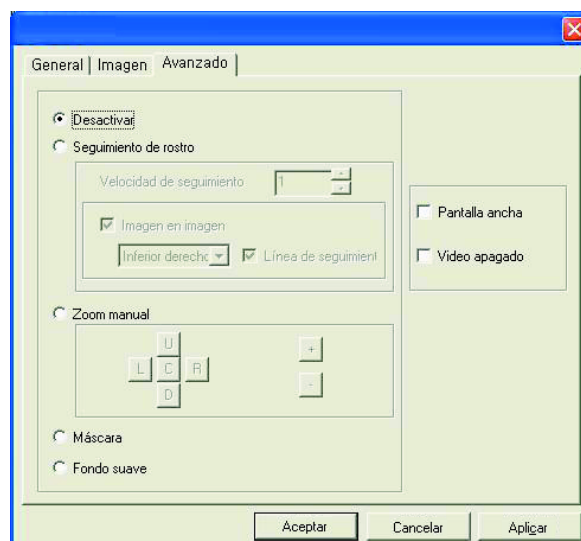 General
Imagen
Avanzado
Desactivar
Seguimiento de rostro
Velocidad de seguimiento
1
Imagen en imagen
Inferior derecho
Línea de seguimient
Pantalla ancha
Video apagado
Zoom manual
U
L
C
R
D
+
-
Máscara
Fondo suave
Aceptar
Cancelar
Aplicar